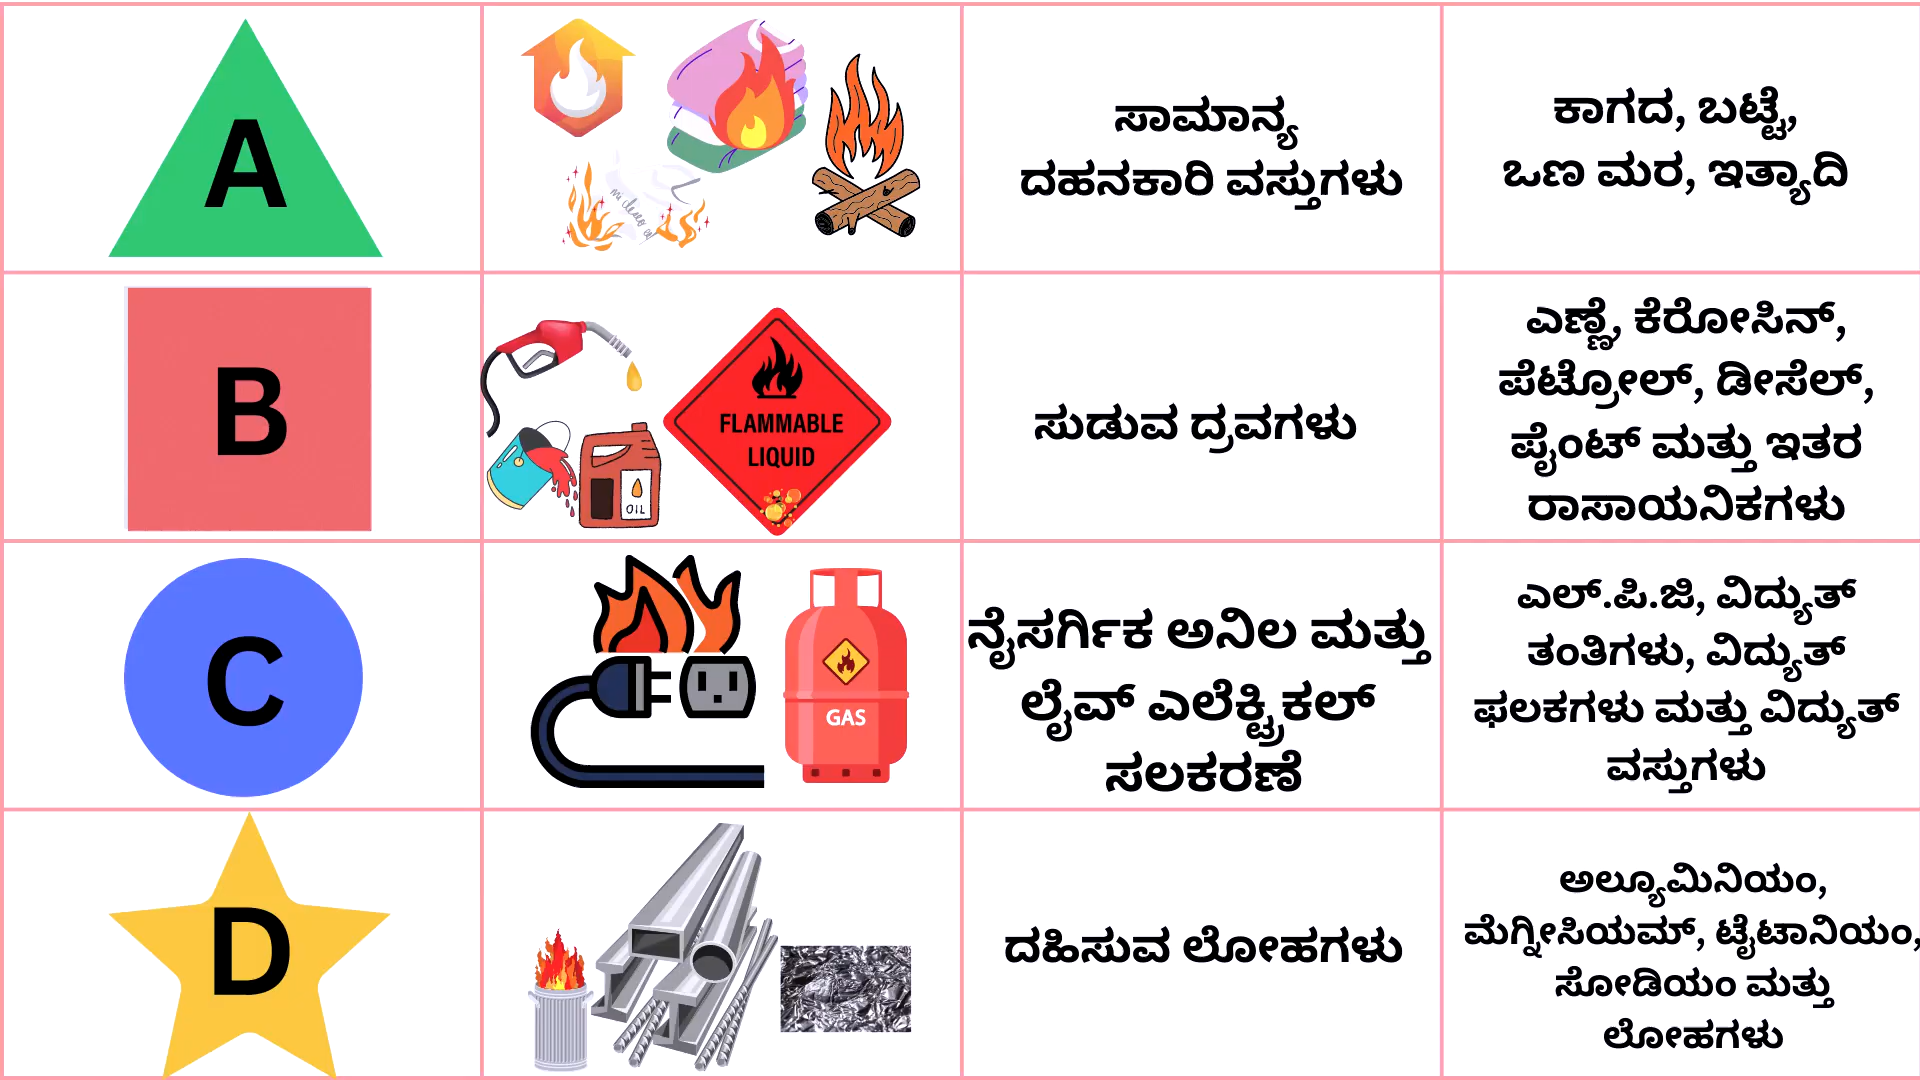 A
ಸಾಮಾನ್ಯ
ದಹನಕಾರಿ ವಸ್ತುಗಳು
ಕಾಗದ, ಬಟ್ಟೆ,
ಒಣ ಮರ, ಇತ್ಯಾದಿ
B
FLAMMABLE
LIQUID
OIL
ಸುಡುವ ದ್ರವಗಳು
ಎಣ್ಣೆ, ಕೆರೋಸಿನ್,
ಪೆಟ್ರೋಲ್, ಡೀಸೆಲ್,
ಪೈಂಟ್ ಮತ್ತು ಇತರ
ರಾಸಾಯನಿಕಗಳು
C
GAS
ನೈಸರ್ಗಿಕ ಅನಿಲ ಮತ್ತು
ಲೈವ್ ಎಲೆಕ್ಟ್ರಿಕಲ್
ಸಲಕರಣೆ
ಎಲ್.ಪಿ.ಜಿ, ವಿದ್ಯುತ್
ತಂತಿಗಳು, ವಿದ್ಯುತ್
ಫಲಕಗಳು ಮತ್ತು ವಿದ್ಯುತ್
ವಸ್ತುಗಳು
D
ದಹಿಸುವ ಲೋಹಗಳು
ಅಲ್ಯೂಮಿನಿಯಂ,
ಮೆಗ್ನೀಸಿಯಮ್, ಟೈಟಾನಿಯಂ,
ಸೋಡಿಯಂ ಮತ್ತು
ಲೋಹಗಳು